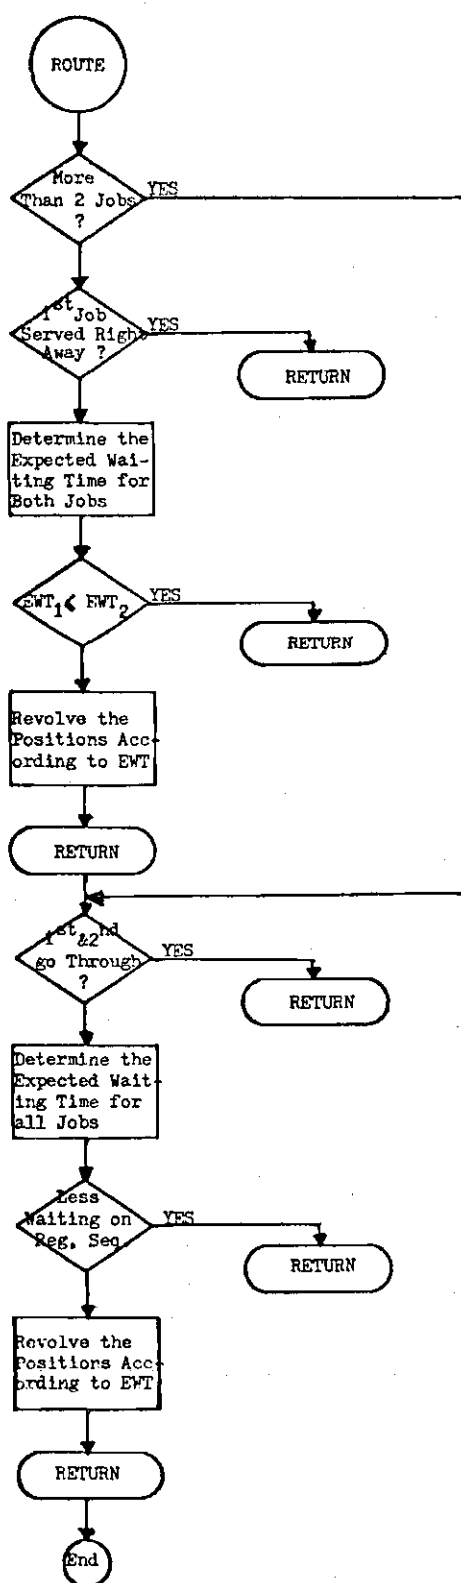 ROUTE
More
Than 2 Jobs
?
YES
1st Job
Served Right
Away ?
YES
RETURN
Determine the
Expected Wai-
ting Time for
Both Jobs
EWT1 < EWT2
YES
RETURN
Revolve the
Positions Acc-
ording to EWT
RETURN
1st &2nd
go Through
?
YES
RETURN
Determine the
Expected Wait-
ing Time for
all Jobs
Less
Waiting on
Reg. Seq.
YES
RETURN
Revolve the
Positions Acc-
ording to EWT
RETURN
End